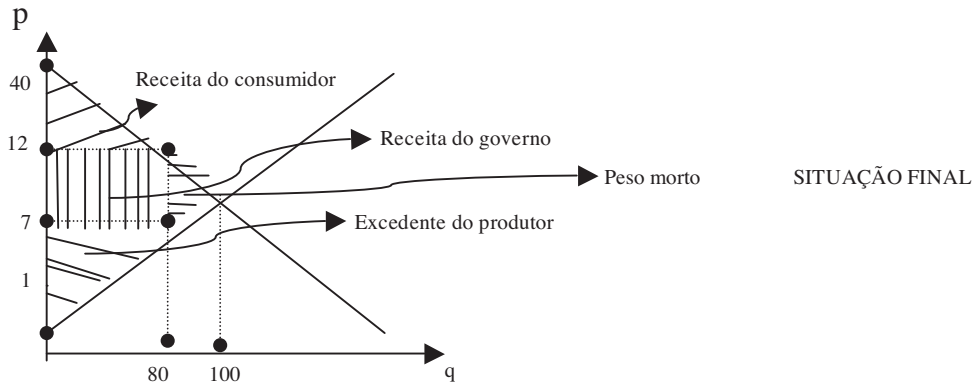 p
40
Receita do consumidor
12
Receita do governo
Peso morto
SITUAÇÃO FINAL
7
Excedente do produtor
1
80
100
q